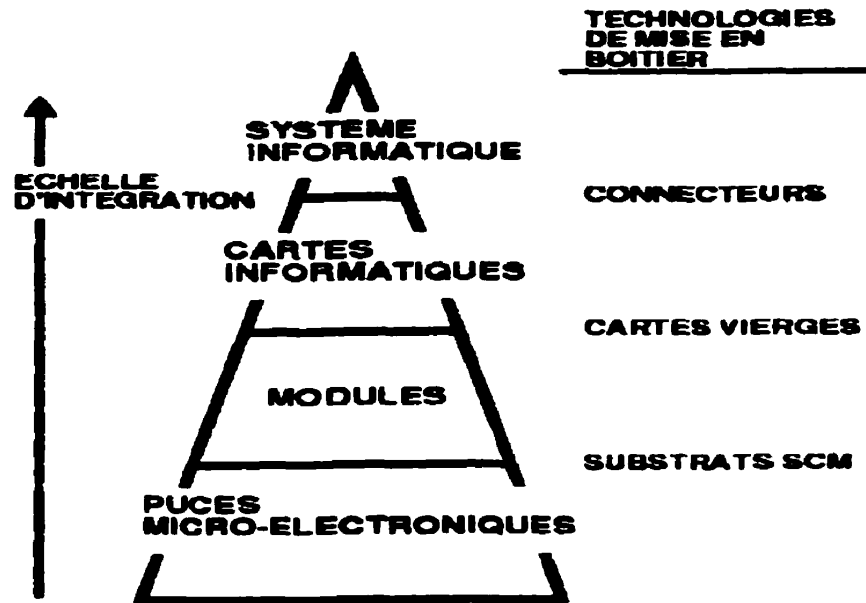 TECHNOLOGIES
DE MISE EN
BOITIER
SYSTEME
INFORMATIQUE
ECHELLE
D'INTEGRATION
CONNECTEURS
CARTES
INFORMATIQUES
CARTES VIERGES
MODULES
SUBSTRATS SCM
PUCES
MICRO-ELECTRONIQUES